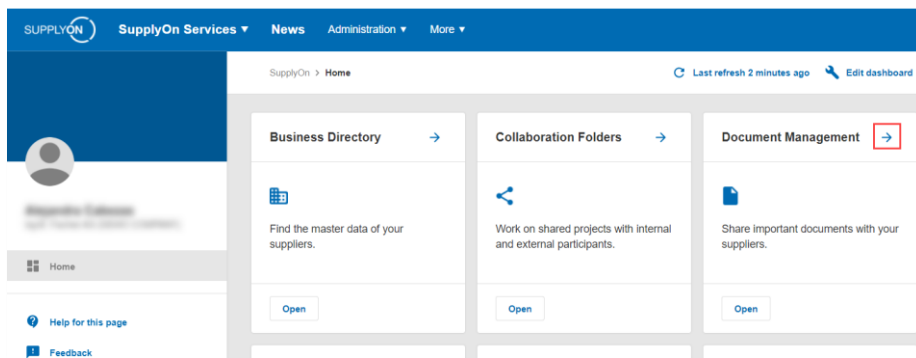 SUPPLYON SupplyOn Services ▾ News Administration ▾ More ▾
SupplyOn > Home Last refresh 2 minutes ago Edit dashboard
Business Directory → Collaboration Folders → Document Management →
Find the master data of your
suppliers.
Work on shared projects with internal
and external participants.
Share important documents with your
suppliers.
Home
Open Open Open
Help for this page
Feedback